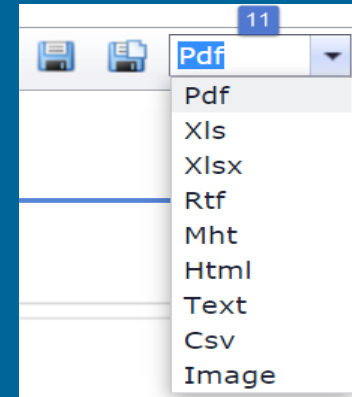 11
Pdf
Pdf
Xls
Xlsx
Rtf
Mht
Html
Text
Csv
Image